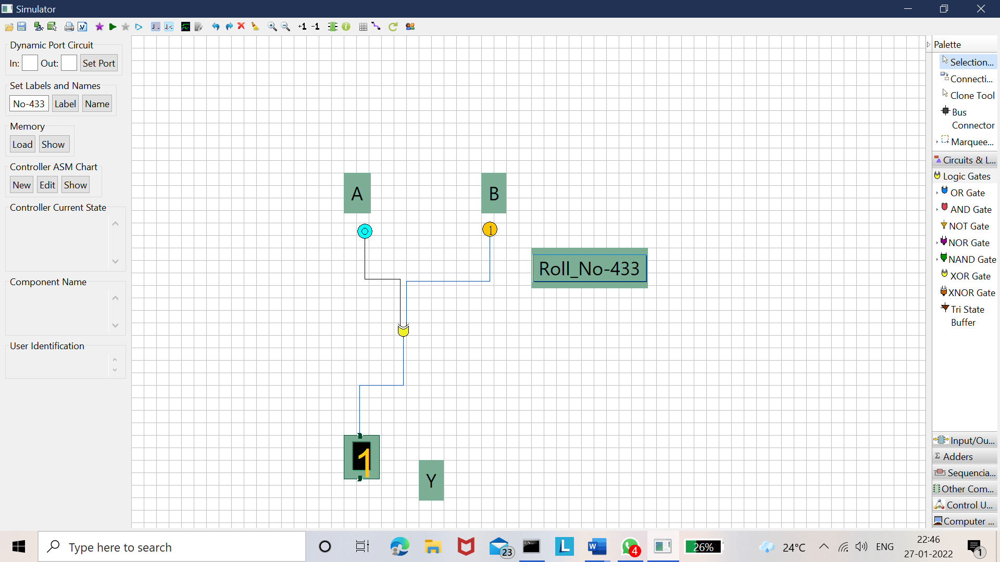 Simulator
+1 -1
Dynamic Port Circuit
In: Out: Set Port
Set Labels and Names
No-433 Label Name
Memory
Load Show
Controller ASM Chart
New Edit Show
Controller Current State
Component Name
User Identification
A
B
0
1
Roll_No-433
1
Y
Palette
Selection...
Connecti...
Clone Tool
Bus
Connector
Marquee...
Circuits & L...
Logic Gates
OR Gate
AND Gate
NOT Gate
NOR Gate
NAND Gate
XOR Gate
XNOR Gate
Tri State
Buffer
Input/Ou...
Σ Adders
Sequencia...
Other Com...
Control U...
Computer ...
Type here to search
23
L
W
4
26%
24°C
ENG
22:46
27-01-2022
1